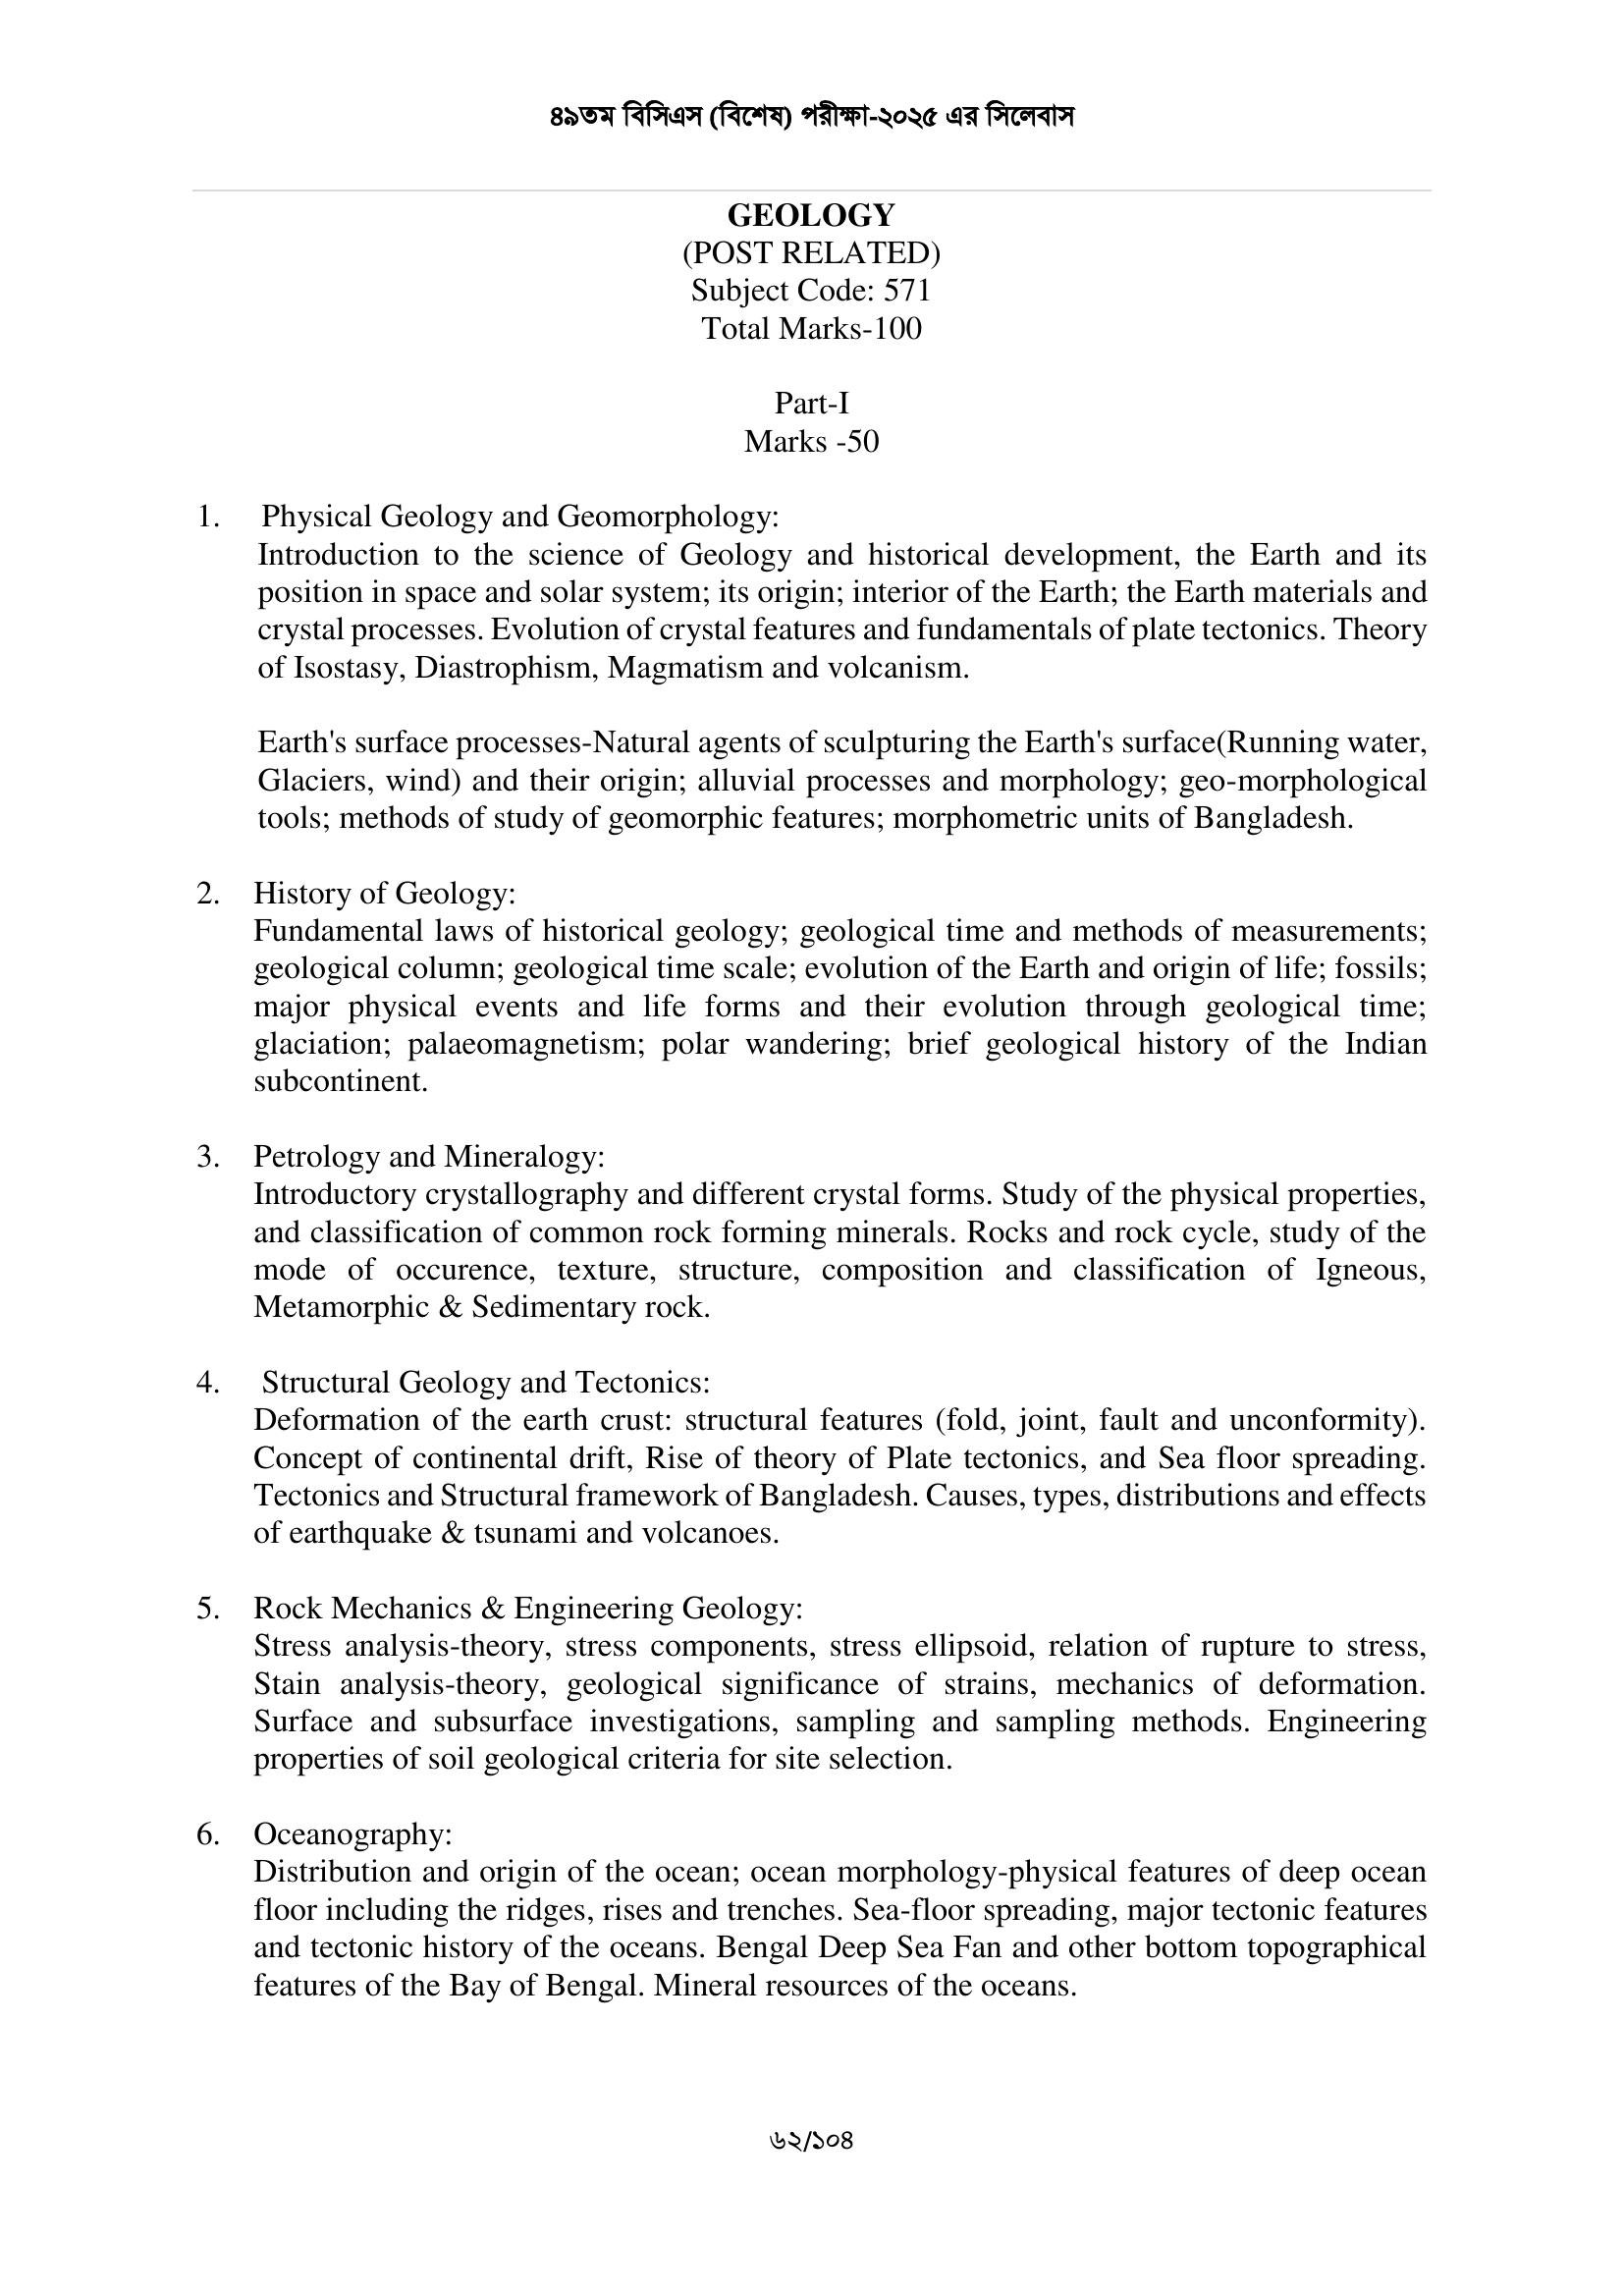 ৪৯তম বিসিএস (বিশেষ) পরীক্ষা-২০২৫ এর সিলেবাস
GEOLOGY
(POST RELATED)
Subject Code: 571
Total Marks-100
Part-I
Marks -50
1. Physical Geology and Geomorphology:
Introduction to the science of Geology and historical development, the Earth and its
position in space and solar system; its origin; interior of the Earth; the Earth materials and
crystal processes. Evolution of crystal features and fundamentals of plate tectonics. Theory
of Isostasy, Diastrophism, Magmatism and volcanism.
Earth's surface processes-Natural agents of sculpturing the Earth's surface(Running water,
Glaciers, wind) and their origin; alluvial processes and morphology; geo-morphological
tools; methods of study of geomorphic features; morphometric units of Bangladesh.
2. History of Geology:
Fundamental laws of historical geology; geological time and methods of measurements;
geological column; geological time scale; evolution of the Earth and origin of life; fossils;
major physical events and life forms and their evolution through geological time;
glaciation; palaeomagnetism; polar wandering; brief geological history of the Indian
subcontinent.
3. Petrology and Mineralogy:
Introductory crystallography and different crystal forms. Study of the physical properties,
and classification of common rock forming minerals. Rocks and rock cycle, study of the
mode of occurence, texture, structure, composition and classification of Igneous,
Metamorphic & Sedimentary rock.
4. Structural Geology and Tectonics:
Deformation of the earth crust: structural features (fold, joint, fault and unconformity).
Concept of continental drift, Rise of theory of Plate tectonics, and Sea floor spreading.
Tectonics and Structural framework of Bangladesh. Causes, types, distributions and effects
of earthquake & tsunami and volcanoes.
5. Rock Mechanics & Engineering Geology:
Stress analysis-theory, stress components, stress ellipsoid, relation of rupture to stress,
Stain analysis-theory, geological significance of strains, mechanics of deformation.
Surface and subsurface investigations, sampling and sampling methods. Engineering
properties of soil geological criteria for site selection.
6. Oceanography:
Distribution and origin of the ocean; ocean morphology-physical features of deep ocean
floor including the ridges, rises and trenches. Sea-floor spreading, major tectonic features
and tectonic history of the oceans. Bengal Deep Sea Fan and other bottom topographical
features of the Bay of Bengal. Mineral resources of the oceans.
৬২/১০৪